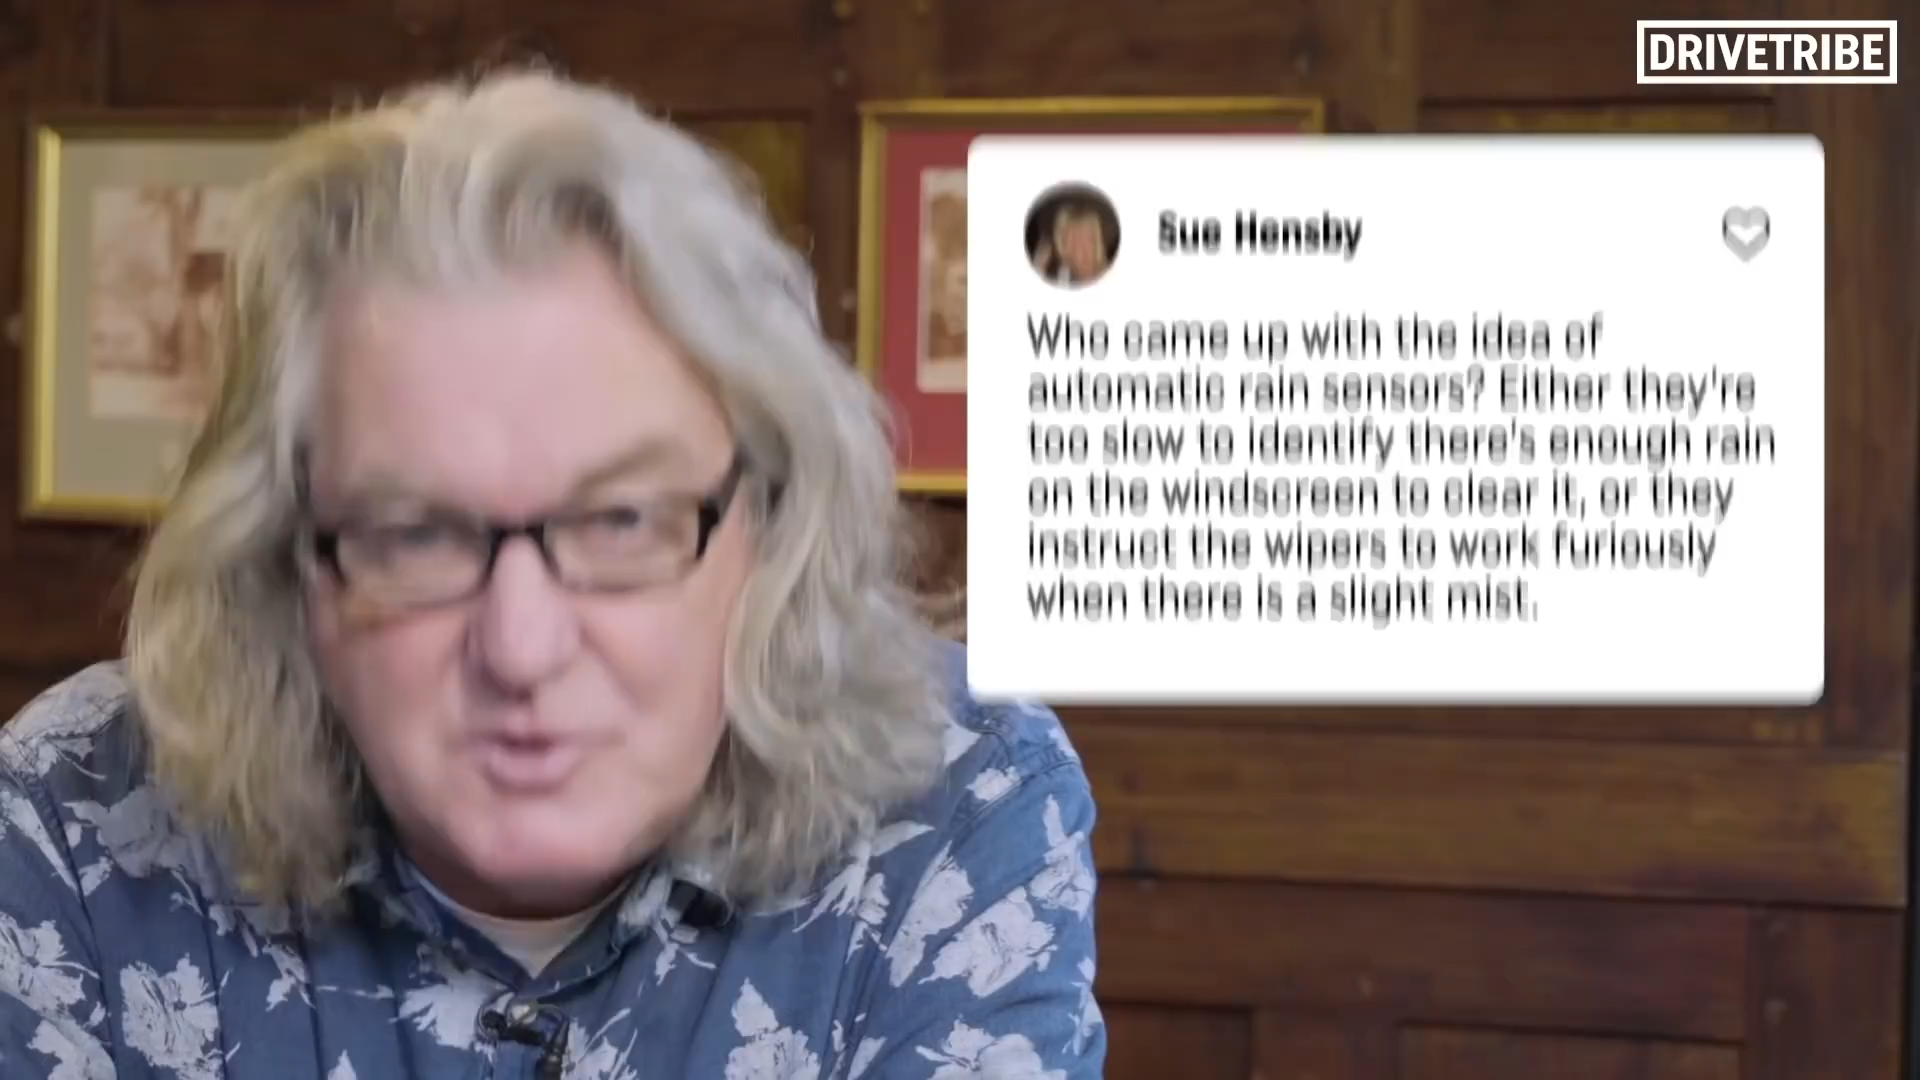 DRIVETRIBE
Sue Hensby
Who came up with the idea of
automatic rain sensors? Either they're
too slow to identify there's enough rain
on the windscreen to clear it, or they
instruct the wipers to work furiously
when there is a slight mist.